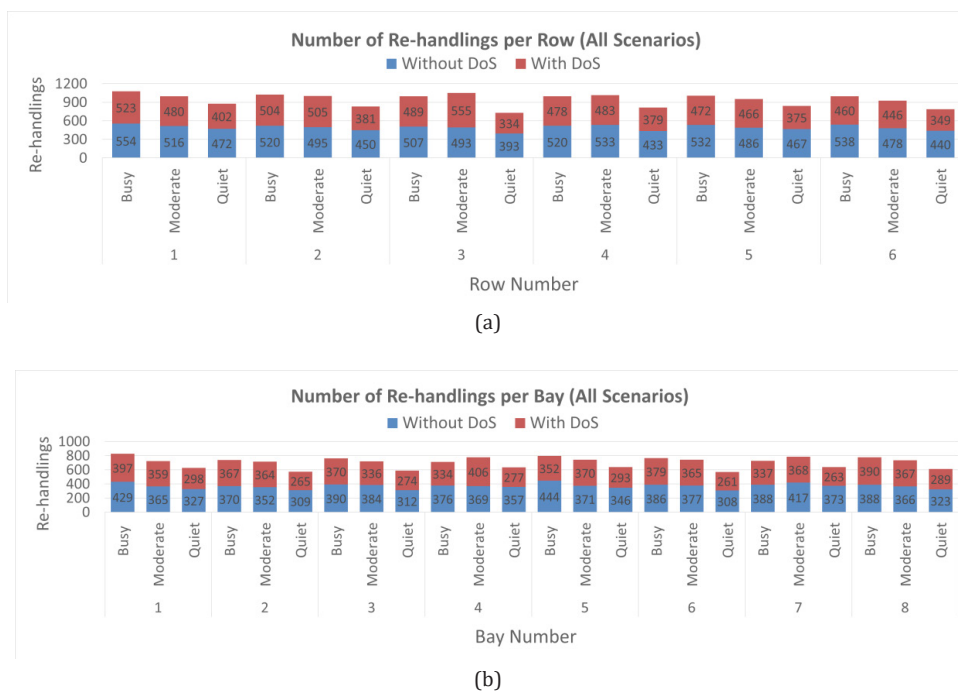 Number of Re-handlings per Row (All Scenarios)
Without DoS With DoS
Re-handlings
1200
900
600
300
0
523 480 402 504 505 381 489 555 334 478 483 379 472 466 375 460 446 349
554 516 472 520 495 450 507 493 393 520 533 433 532 486 467 538 478 440
Busy Moderate Quiet Busy Moderate Quiet Busy Moderate Quiet Busy Moderate Quiet Busy Moderate Quiet Busy Moderate Quiet
1 2 3 4 5 6
Row Number
(a)
Number of Re-handlings per Bay (All Scenarios)
Without DoS With DoS
Re-handlings
1000
800
600
400
200
0
397 359 298 367 364 265 370 336 274 334 406 277 352 370 293 379 365 261 337 368 263 390 367 289
429 365 327 370 352 309 390 384 312 376 369 357 444 371 346 386 377 308 388 417 373 388 366 323
Busy Moderate Quiet Busy Moderate Quiet Busy Moderate Quiet Busy Moderate Quiet Busy Moderate Quiet Busy Moderate Quiet Busy Moderate Quiet Busy Moderate Quiet
1 2 3 4 5 6 7 8
Bay Number
(b)